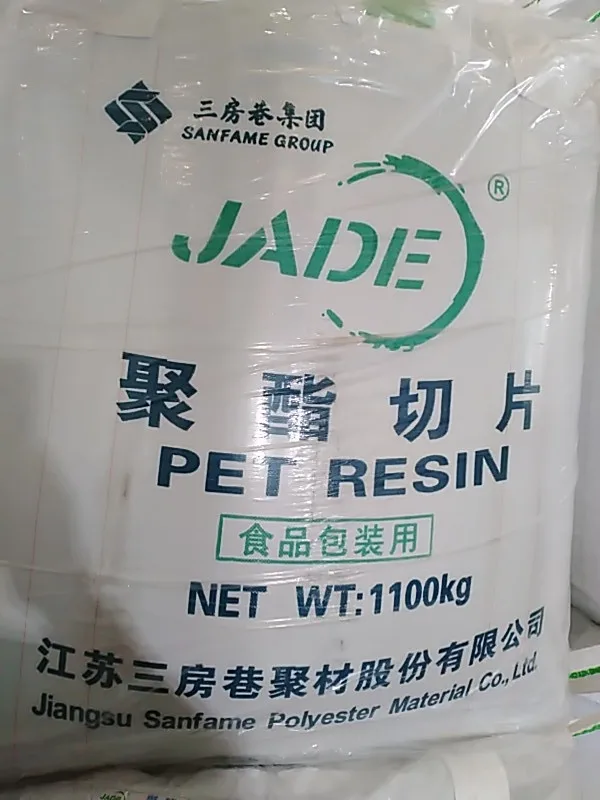 三房巷集团
SANFAME GROUP
JADE®
聚酯切片
PET RESIN
食品包装用
NET WT:1100kg
江苏三房巷聚材股份有限公司
Jiangsu Sanfame Polyester Material Co., Ltd.
JADE